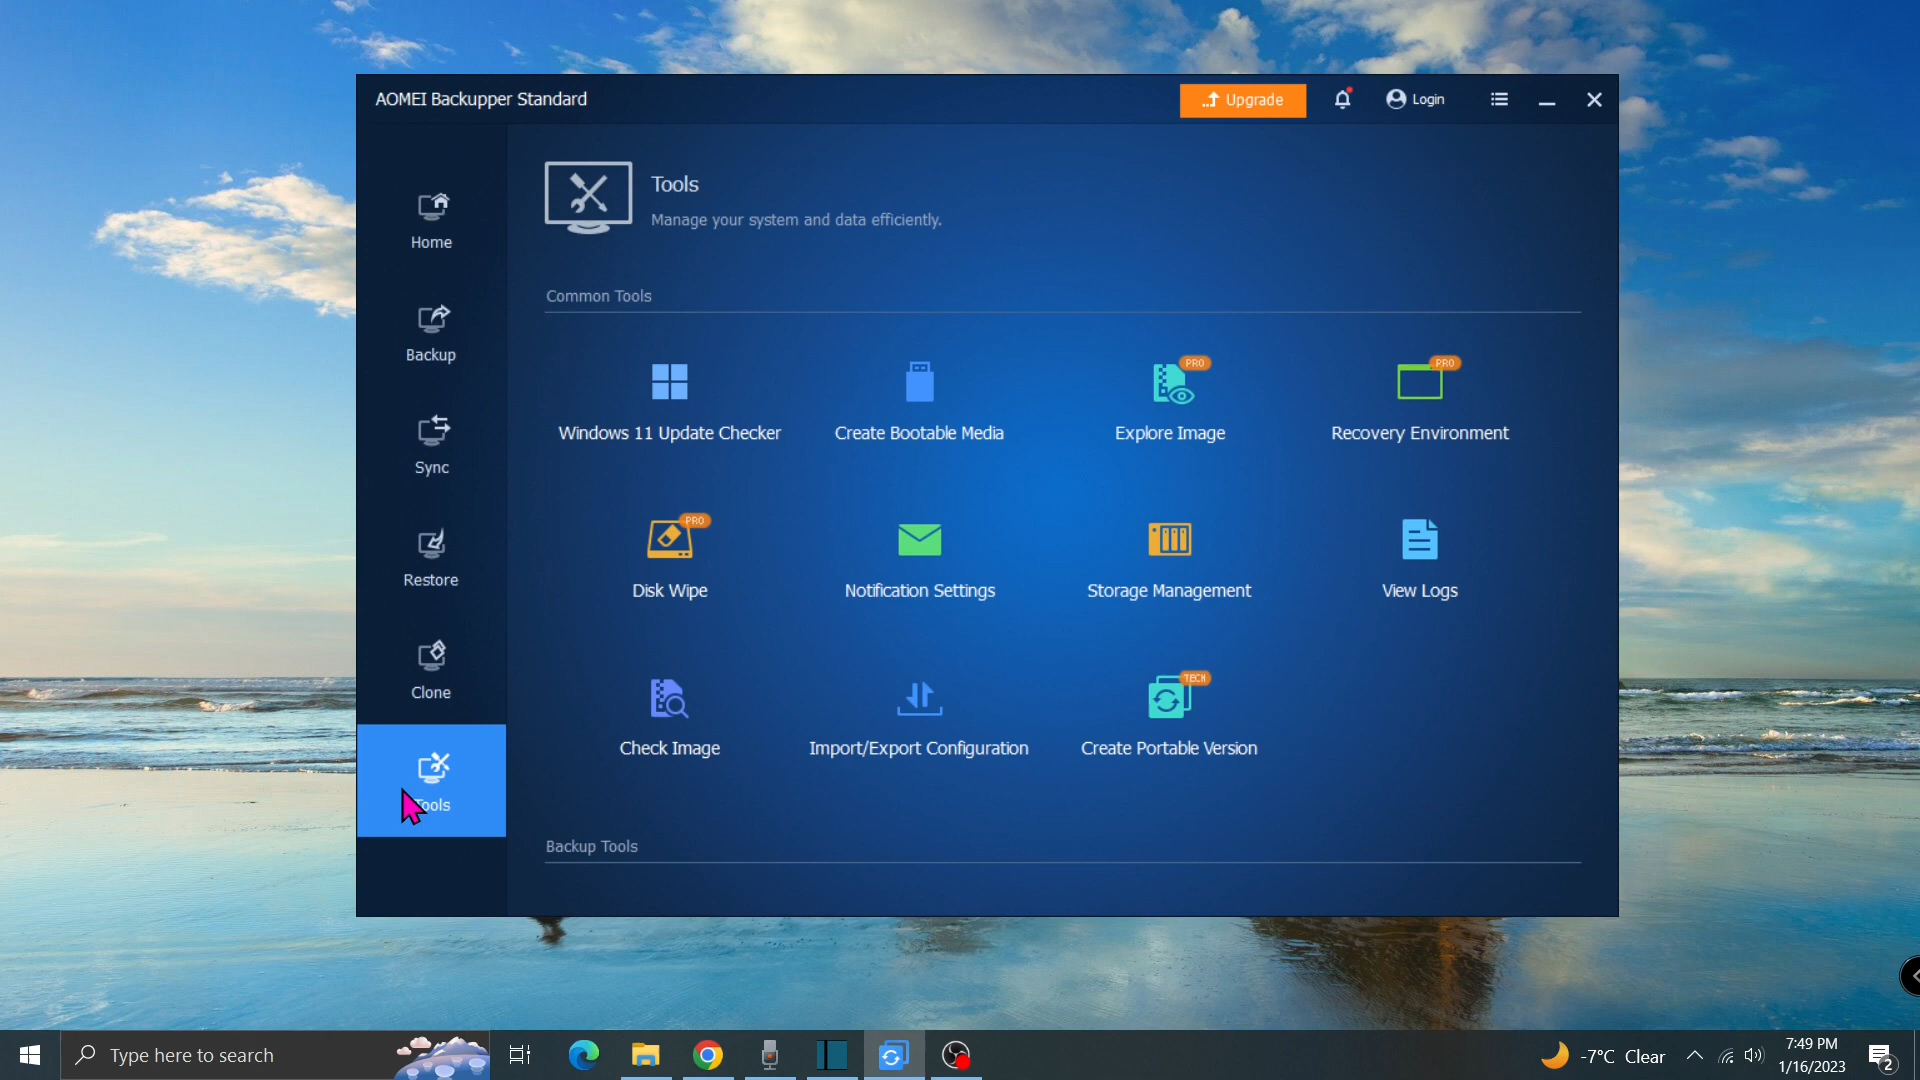 AOMEI Backupper Standard
Upgrade
Login
Home
Backup
Sync
Restore
Clone
Tools
Tools
Manage your system and data efficiently.
Common Tools
Windows 11 Update Checker
Create Bootable Media
PRO
Explore Image
PRO
Recovery Environment
PRO
Disk Wipe
Notification Settings
Storage Management
View Logs
Check Image
Import/Export Configuration
TECH
Create Portable Version
Backup Tools
Type here to search
-7°C Clear
7:49 PM
1/16/2023
2